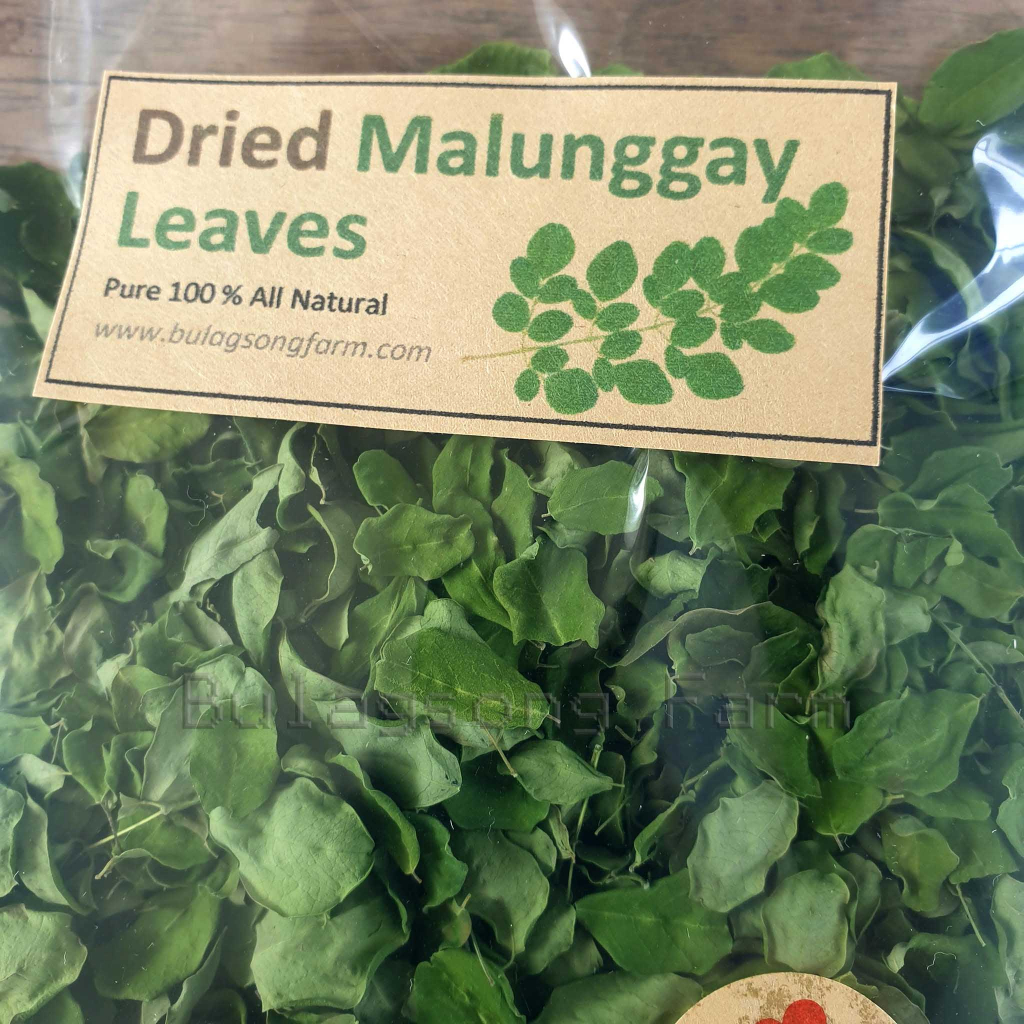 Dried Malunggay
Leaves
Pure 100 % All Natural
www.bulagsongfarm.com
Bulagsong Farm